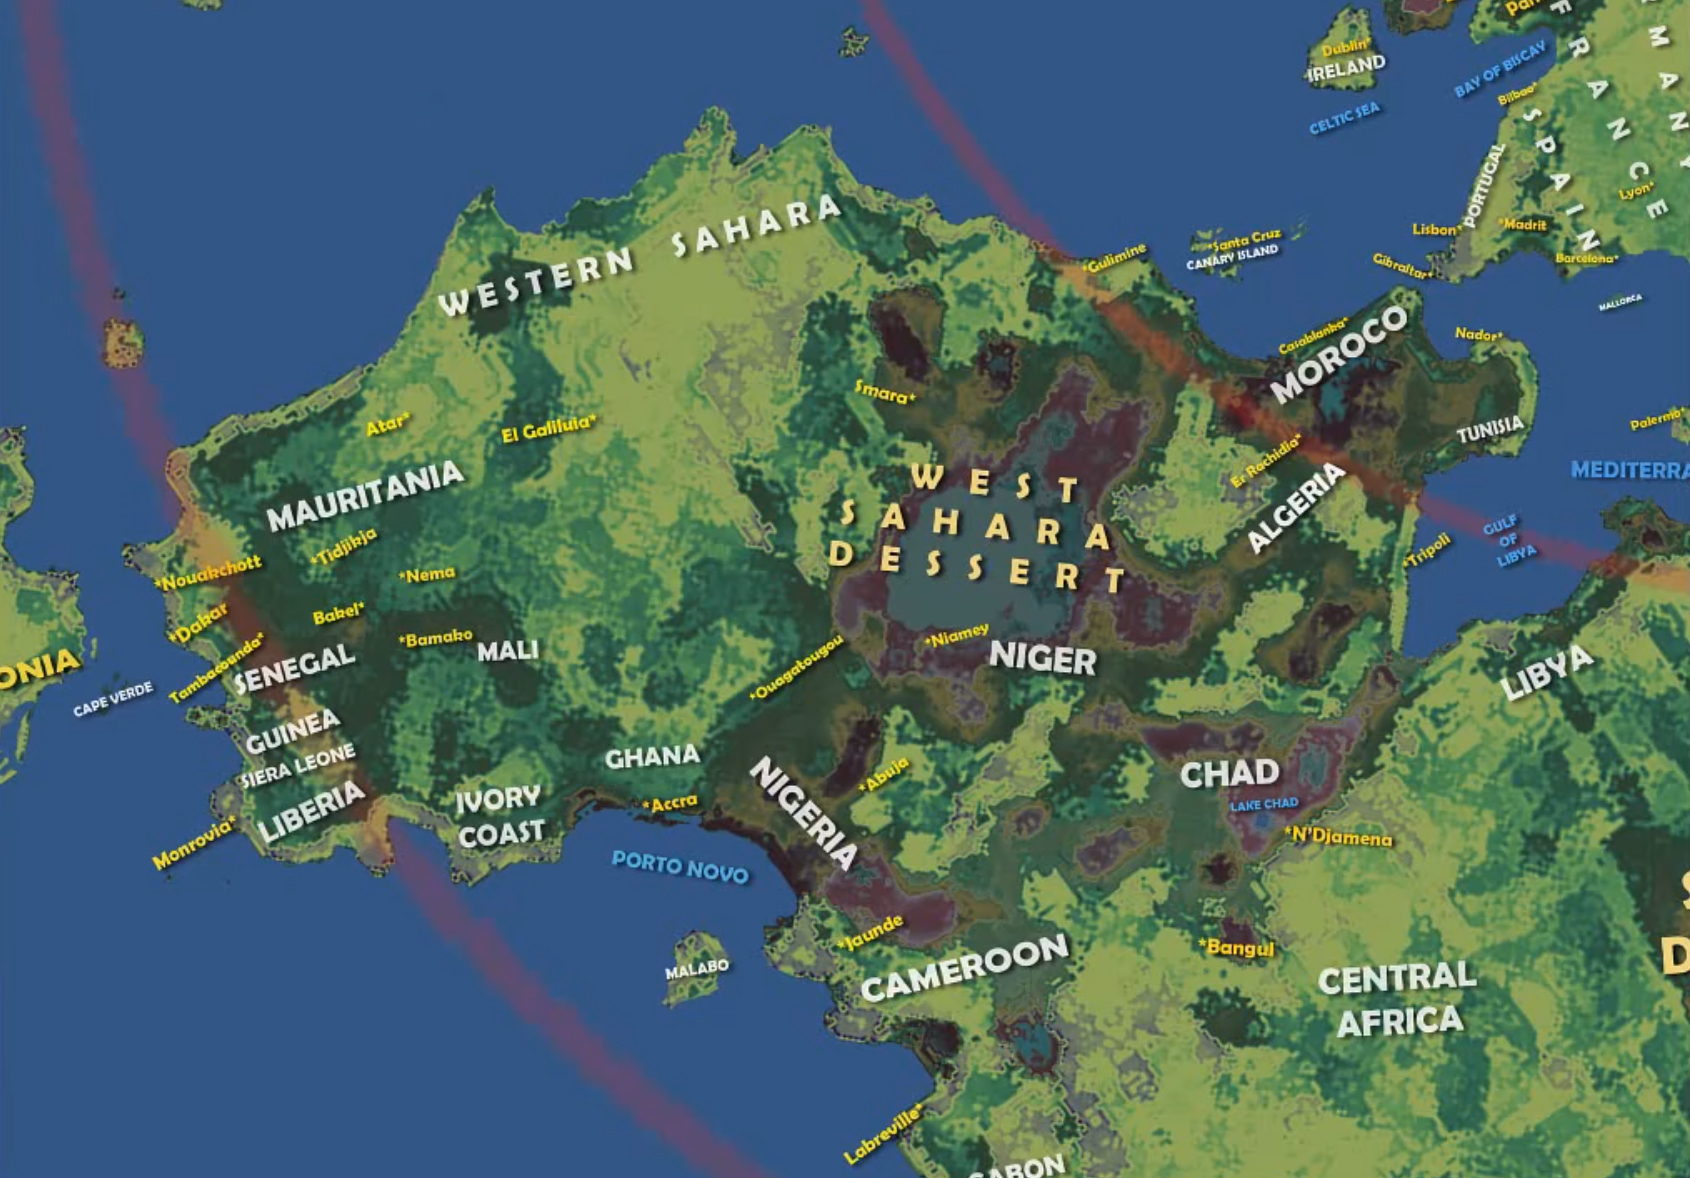 Dublin*
IRELAND
CELTIC SEA
BAY OF BISCAY
Bilbao*
FRANCE
SPAIN
PORTUGAL
Lyon*
Lisbon*
*Madrit
Gibraltar*
Barcelona*
MALLORCA
*Santa Cruz
CANARY ISLAND
*Gulimine
WESTERN SAHARA
Casablanka*
MOROCO
Nador*
TUNISIA
Palermo*
MEDITERRA
Smara*
Atar*
El Galiluia*
MAURITANIA
Er Rachidia*
ALGERIA
WEST
SAHARA
DESSERT
GULF
OF
LIBYA
*Tripoli
*Tidjikja
*Nouakchott
*Nema
*Dakar
Bakel*
*Bamako
MALI
Tambacounda*
SENEGAL
*Ouagatougou
*Niamey
NIGER
LIBYA
ONIA
CAPE VERDE
GUINEA
SIERA LEONE
LIBERIA
Monrovia*
IVORY
COAST
GHANA
*Accra
PORTO NOVO
NIGERIA
*Abuja
CHAD
LAKE CHAD
*N'Djamena
*Jaunde
MALABO
CAMEROON
*Bangul
CENTRAL
AFRICA
Labreville*
GABON